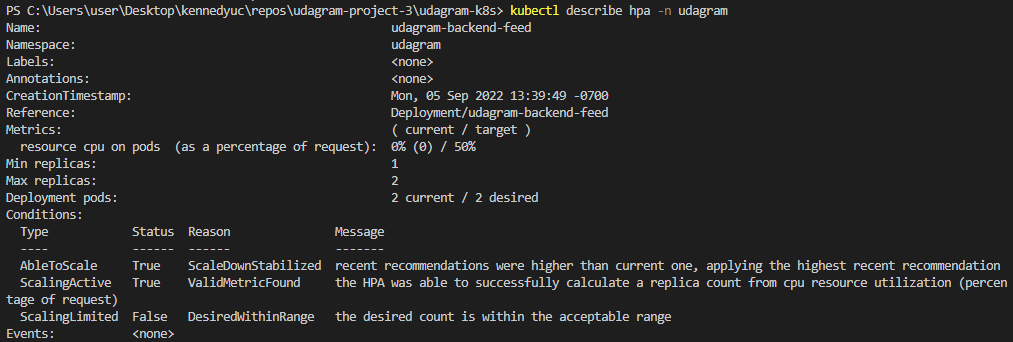 PS C:\Users\user\Desktop\kennedyuc\repos\udagram-project-3\udagram-k8s> kubectl describe hpa -n udagram
Name:                                                  udagram-backend-feed
Namespace:                                             udagram
Labels:                                                <none>
Annotations:                                           <none>
CreationTimestamp:                                     Mon, 05 Sep 2022 13:39:49 -0700
Reference:                                             Deployment/udagram-backend-feed
Metrics:                                               ( current / target )
  resource cpu on pods  (as a percentage of request):  0% (0) / 50%
Min replicas:                                          1
Max replicas:                                          2
Deployment pods:                                       2 current / 2 desired
Conditions:
  Type            Status  Reason               Message
  ----            ------  ------               -------
  AbleToScale     True    ScaleDownStabilized  recent recommendations were higher than current one, applying the highest recent recommendation
  ScalingActive   True    ValidMetricFound     the HPA was able to successfully calculate a replica count from cpu resource utilization (percen
tage of request)
  ScalingLimited  False   DesiredWithinRange   the desired count is within the acceptable range
Events:           <none>